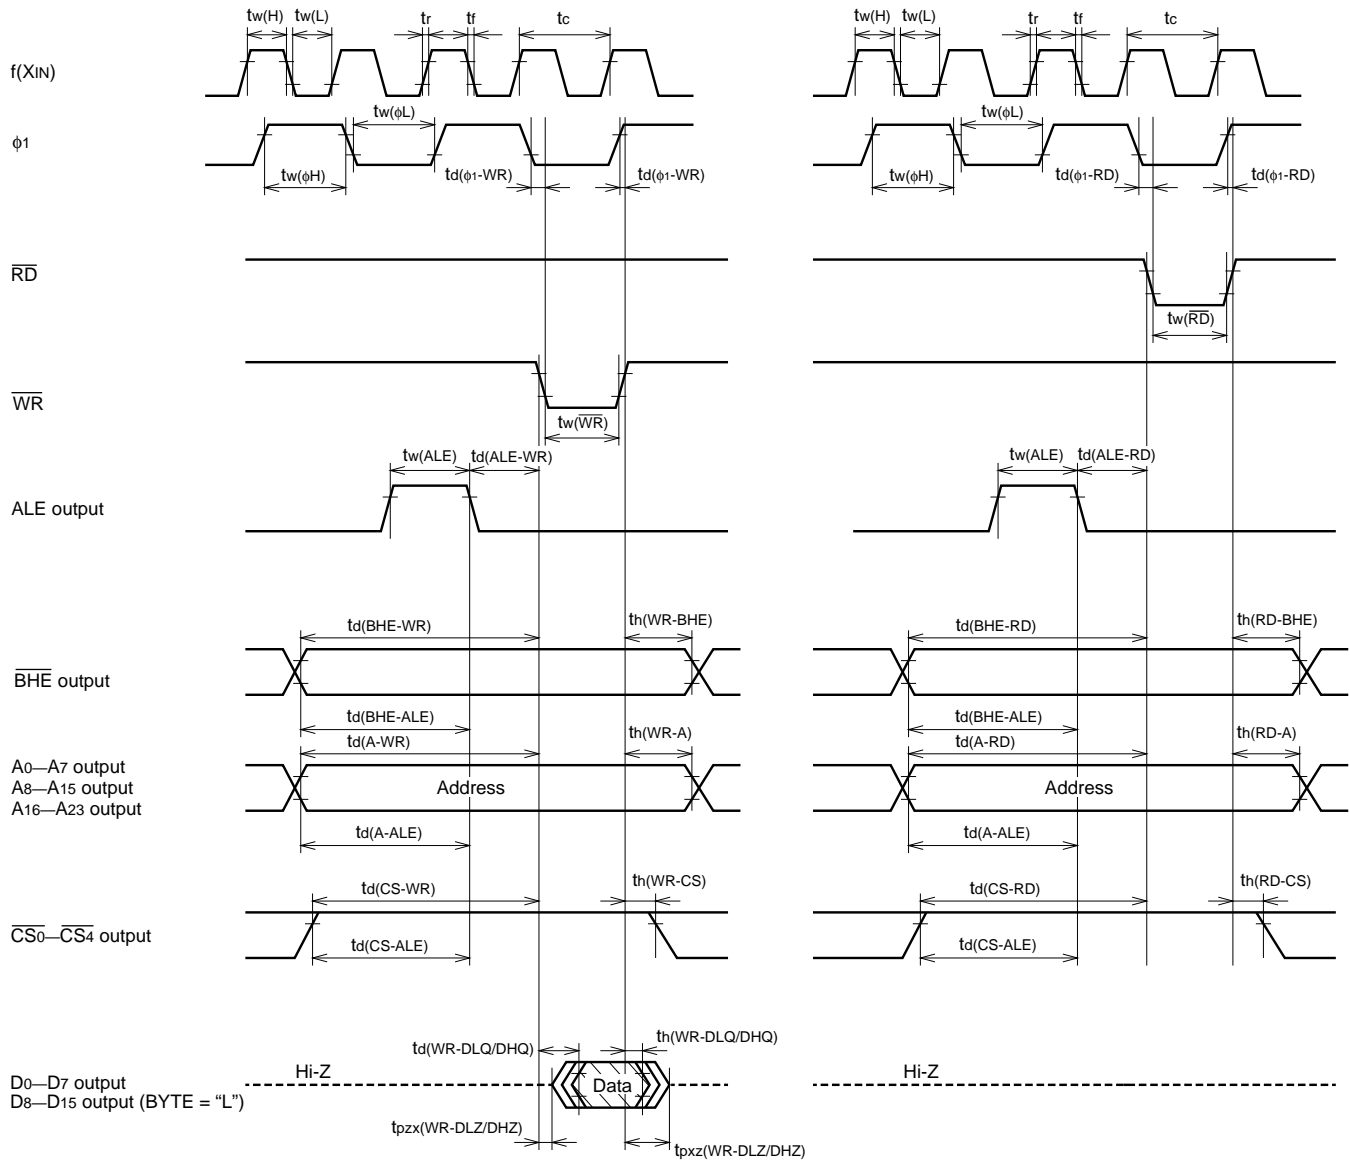 tw(H) tw(L) tr tf tc tw(H) tw(L) tr tf tc
f(XIN)
tw(ϕL) tw(ϕL)
ϕ1
tw(ϕH) td(ϕ1-WR) td(ϕ1-WR) tw(ϕH) td(ϕ1-RD) td(ϕ1-RD)
RD
tw(RD)
WR
tw(WR)
tw(ALE) td(ALE-WR) tw(ALE) td(ALE-RD)
ALE output
td(BHE-WR) th(WR-BHE) td(BHE-RD) th(RD-BHE)
BHE output
td(BHE-ALE) td(BHE-ALE)
td(A-WR) th(WR-A) td(A-RD) th(RD-A)
A0—A7 output
A8—A15 output Address Address
A16—A23 output
td(A-ALE) td(A-ALE)
td(CS-WR) th(WR-CS) td(CS-RD) th(RD-CS)
CS0—CS4 output
td(CS-ALE) td(CS-ALE)
td(WR-DLQ/DHQ) th(WR-DLQ/DHQ)
Hi-Z Hi-Z
D0—D7 output Data
D8—D15 output (BYTE = “L”)
tpzx(WR-DLZ/DHZ) tpxz(WR-DLZ/DHZ)